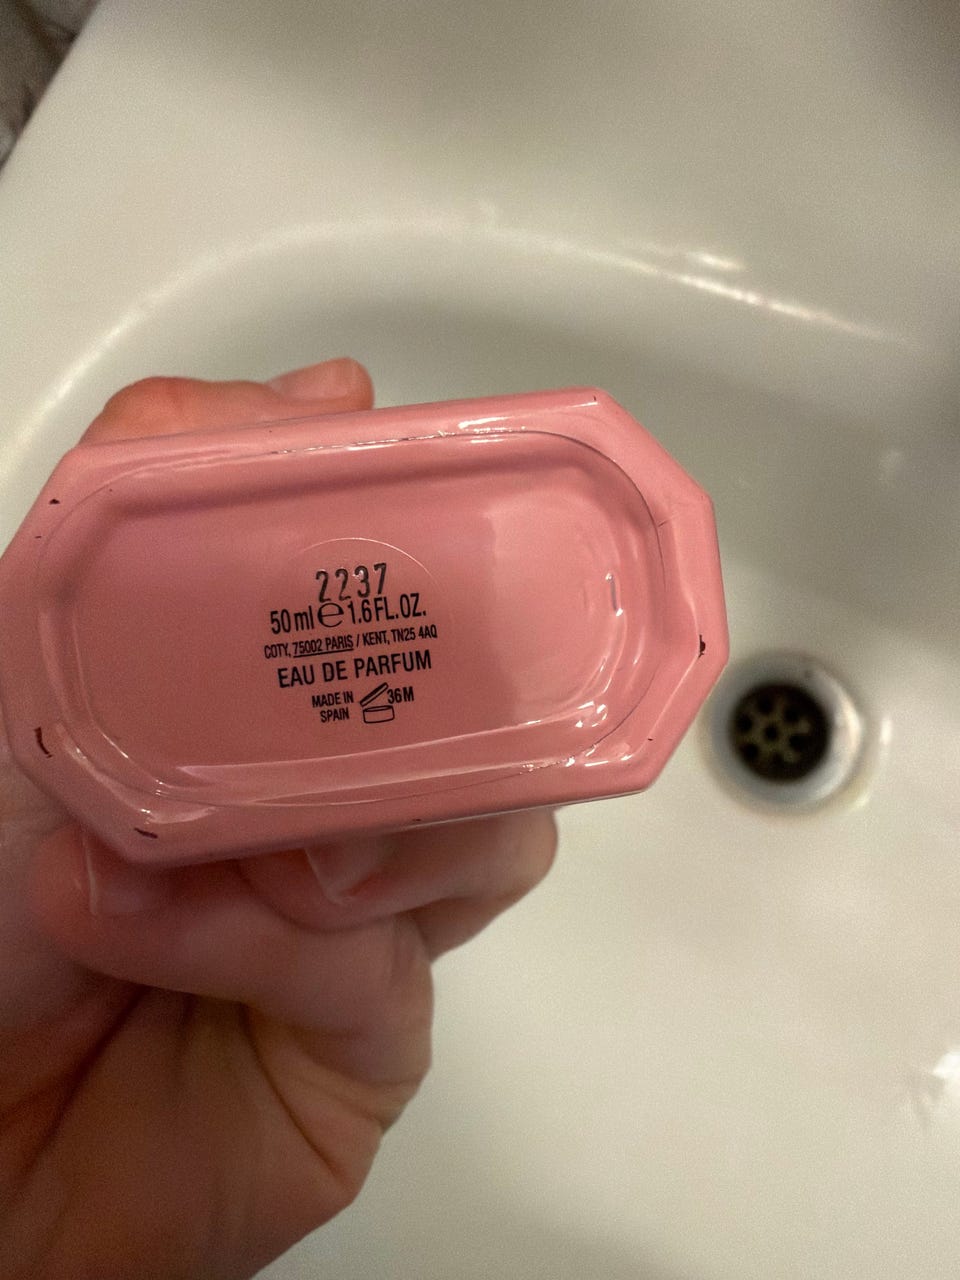 2237
50 ml ℮ 1.6 FL.OZ.
COTY, 75002 PARIS / KENT, TN25 4AQ
EAU DE PARFUM
MADE IN 36M
SPAIN